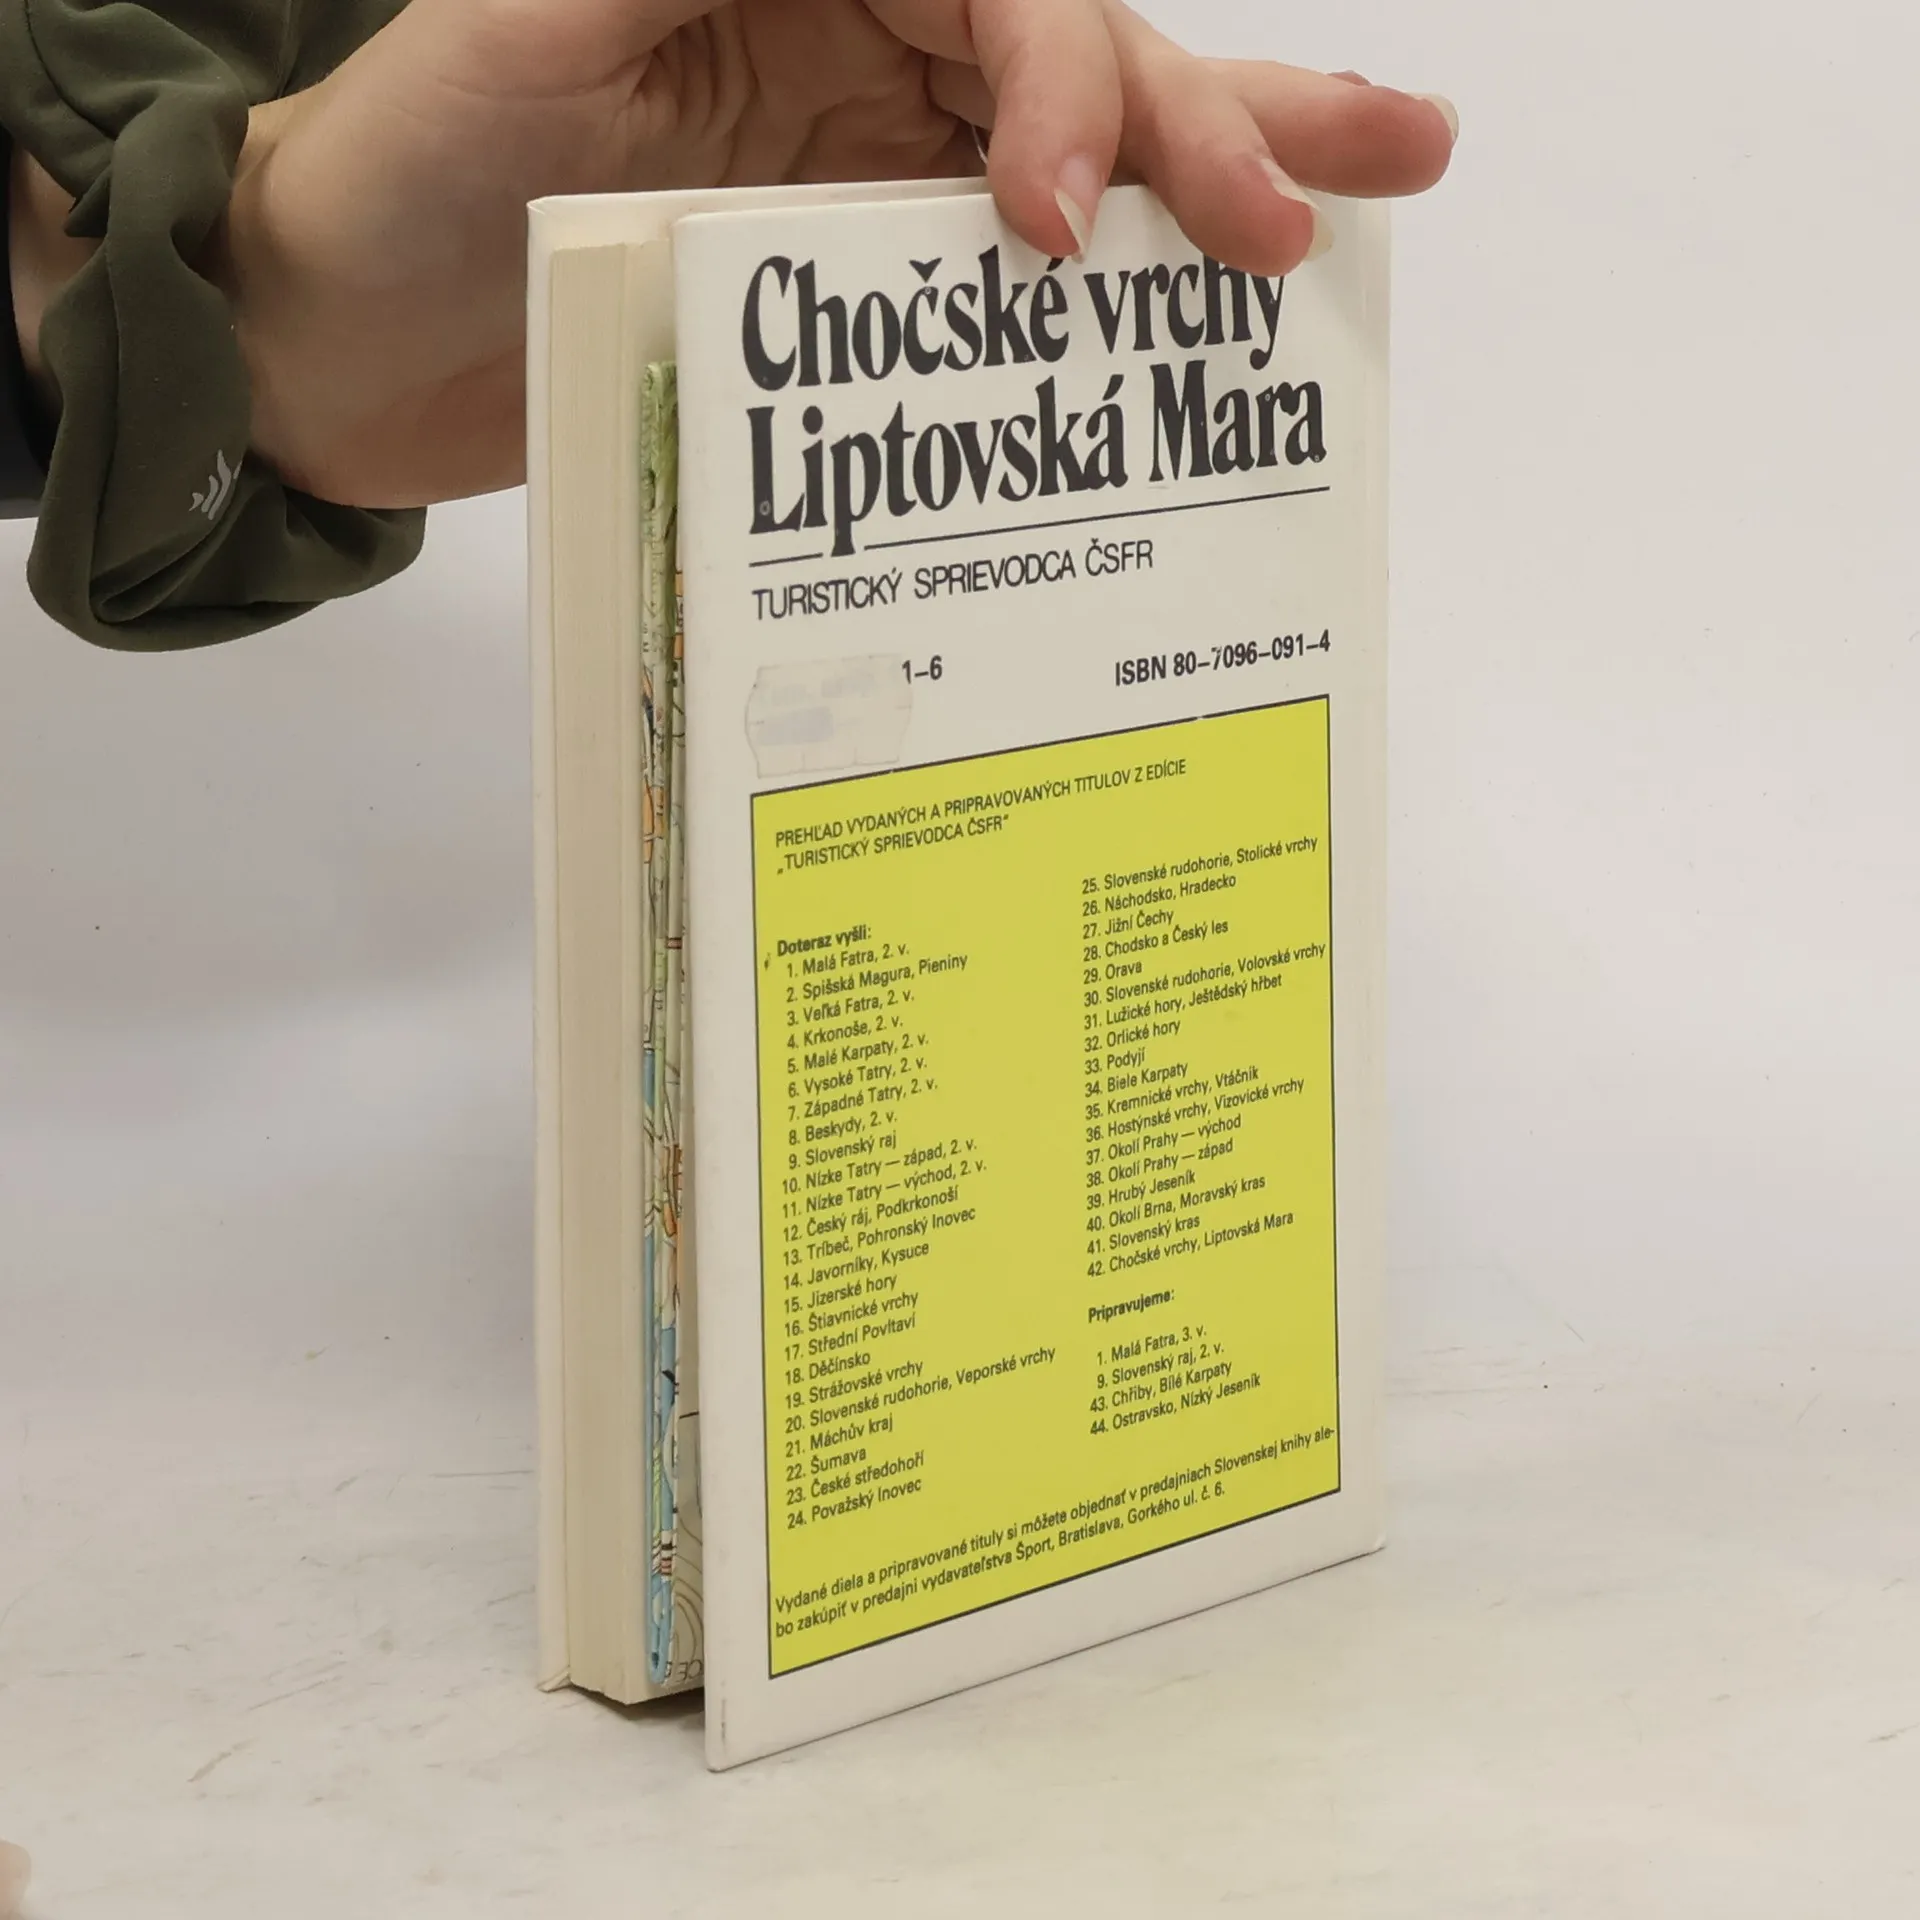 Chočské vrchy
Liptovská Mara
TURISTICKÝ SPRIEVODCA ČSFR
1–6
ISBN 80–7096–091–4
PREHĽAD VYDANÝCH A PRIPRAVOVANÝCH TITULOV Z EDÍCIE
„TURISTICKÝ SPRIEVODCA ČSFR“
Doteraz vyšli:
1. Malá Fatra, 2. v.
2. Spišská Magura, Pieniny
3. Veľká Fatra, 2. v.
4. Krkonoše, 2. v.
5. Malé Karpaty, 2. v.
6. Vysoké Tatry, 2. v.
7. Západné Tatry, 2. v.
8. Beskydy, 2. v.
9. Slovenský raj
10. Nízke Tatry — západ, 2. v.
11. Nízke Tatry — východ, 2. v.
12. Český ráj, Podkrkonoší
13. Tríbeč, Pohronský Inovec
14. Javorníky, Kysuce
15. Jizerské hory
16. Štiavnické vrchy
17. Střední Povltaví
18. Děčínsko
19. Strážovské vrchy
20. Slovenské rudohorie, Veporské vrchy
21. Máchův kraj
22. Šumava
23. České středohoří
24. Považský Inovec
25. Slovenské rudohorie, Stolické vrchy
26. Náchodsko, Hradecko
27. Jižní Čechy
28. Chodsko a Český les
29. Orava
30. Slovenské rudohorie, Volovské vrchy
31. Lužické hory, Ještědský hřbet
32. Orlické hory
33. Podyjí
34. Biele Karpaty
35. Kremnické vrchy, Vtáčnik
36. Hostýnské vrchy, Vizovické vrchy
37. Okolí Prahy — východ
38. Okolí Prahy — západ
39. Hrubý Jeseník
40. Okolí Brna, Moravský kras
41. Slovenský kras
42. Chočské vrchy, Liptovská Mara
Pripravujeme:
1. Malá Fatra, 3. v.
9. Slovenský raj, 2. v.
43. Chřiby, Bílé Karpaty
44. Ostravsko, Nízký Jeseník
Vydané diela a pripravované tituly si môžete objednať v predajniach Slovenskej knihy ale-
bo zakúpiť v predajni vydavateľstva Šport, Bratislava, Gorkého ul. č. 6.